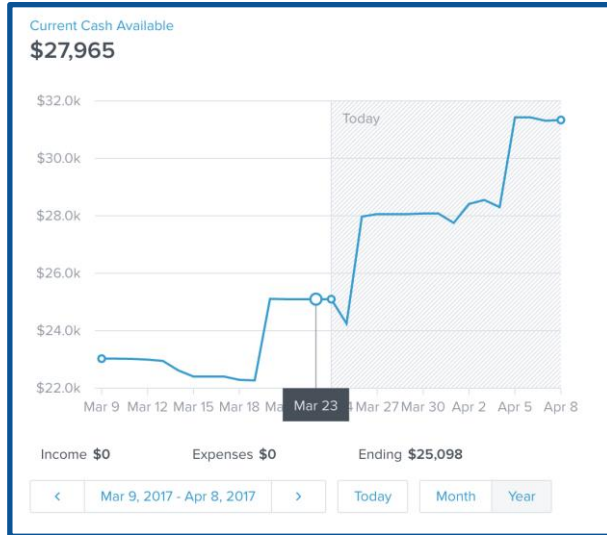 Current Cash Available
$27,965
$32.0k
Today
$30.0k
$28.0k
$26.0k
$24.0k
$22.0k
Mar 9 Mar 12 Mar 15 Mar 18 Mar 23 Mar 27 Mar 30 Apr 2 Apr 5 Apr 8
Income $0 Expenses $0 Ending $25,098
< Mar 9, 2017 - Apr 8, 2017 > Today Month Year